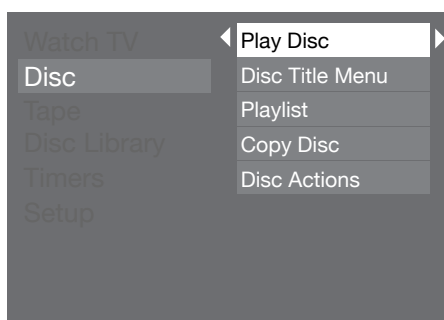 Watch TV
Disc
Tape
Disc Library
Timers
Setup
Play Disc
Disc Title Menu
Playlist
Copy Disc
Disc Actions